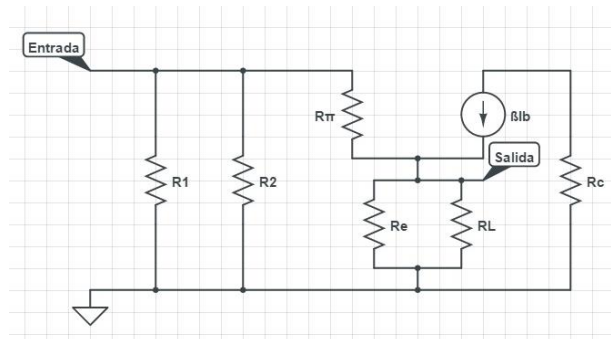 Entrada
Rπ
ßIb
Salida
R1
R2
Rc
Re
RL